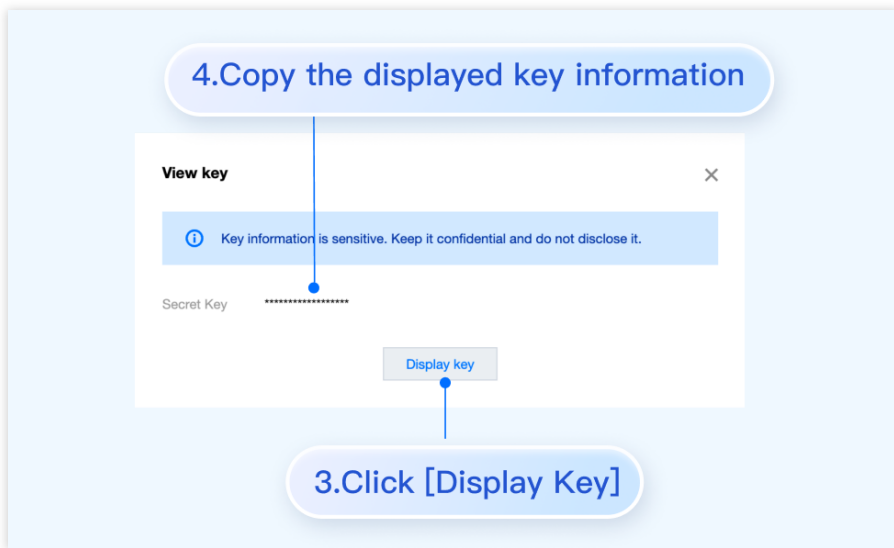 4.Copy the displayed key information
View key
Key information is sensitive. Keep it confidential and do not disclose it.
Secret Key ******************
Display key
3.Click [Display Key]